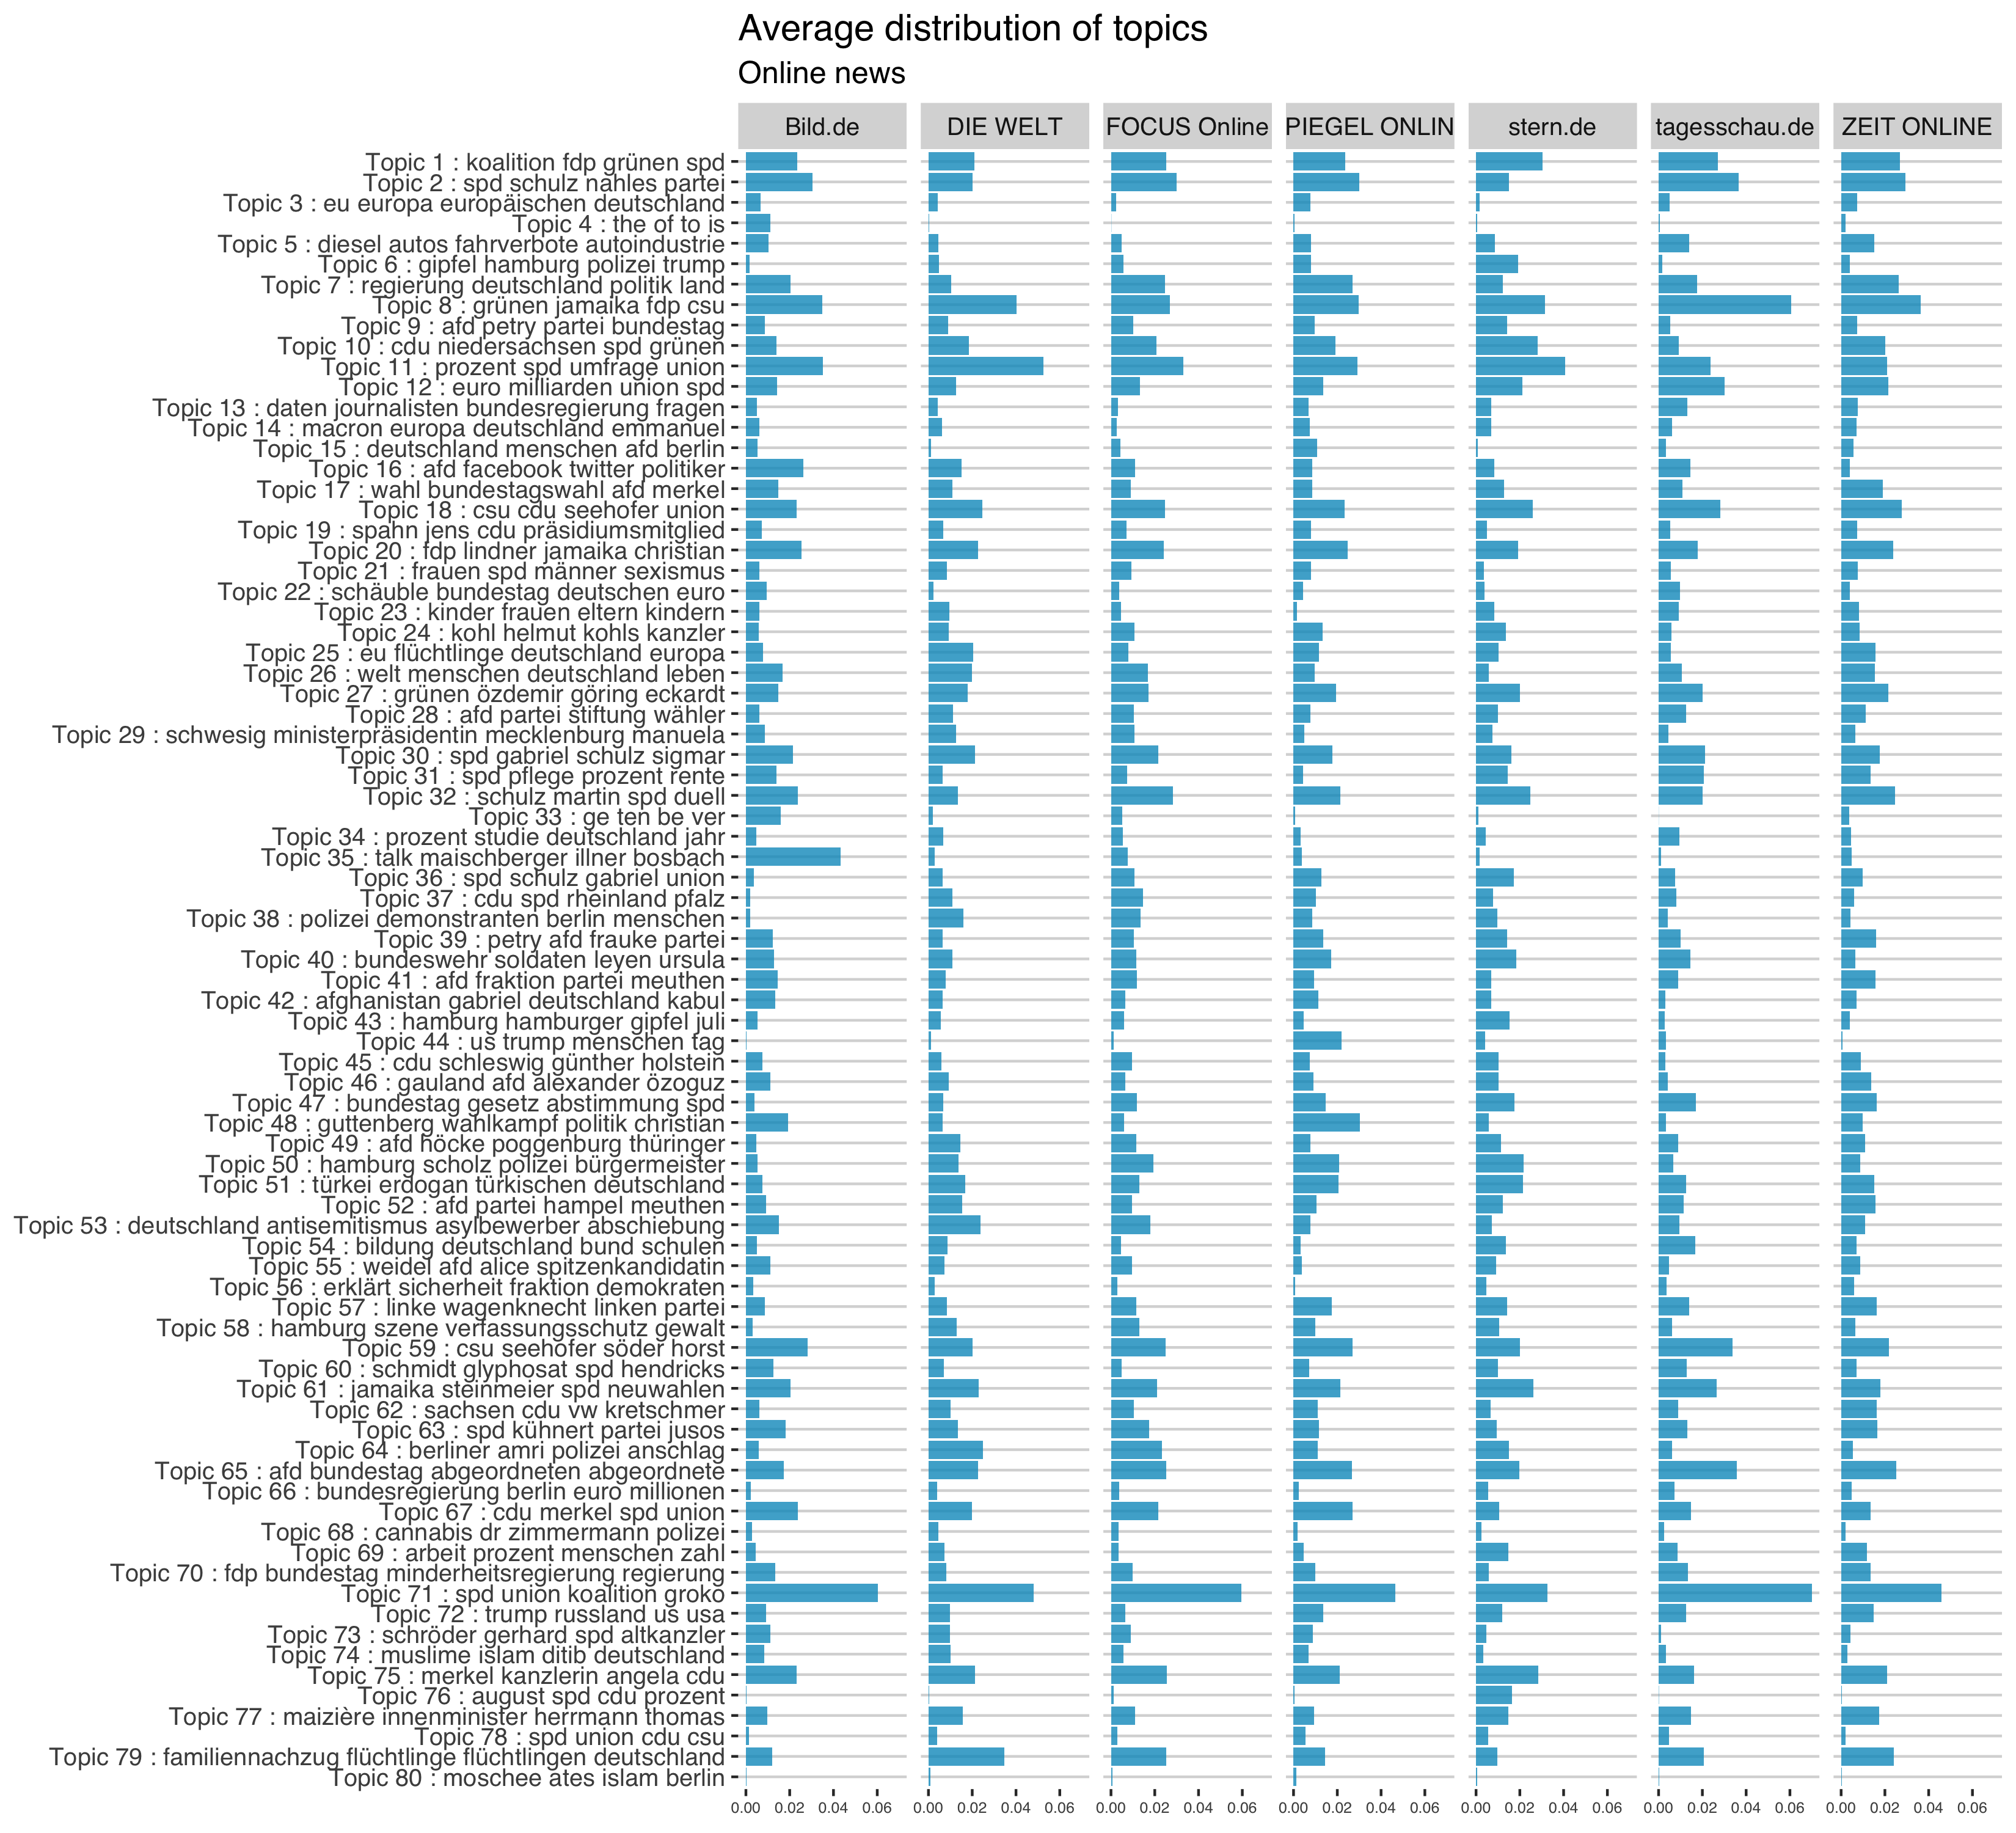 Average distribution of topics
Online news
Bild.de DIE WELT FOCUS Online PIEGEL ONLIN stern.de tagesschau.de ZEIT ONLINE
Topic 1 : koalition fdp grünen spd
Topic 2 : spd schulz nahles partei
Topic 3 : eu europa europäischen deutschland
Topic 4 : the of to is
Topic 5 : diesel autos fahrverbote autoindustrie
Topic 6 : gipfel hamburg polizei trump
Topic 7 : regierung deutschland politik land
Topic 8 : grünen jamaika fdp csu
Topic 9 : afd petry partei bundestag
Topic 10 : cdu niedersachsen spd grünen
Topic 11 : prozent spd umfrage union
Topic 12 : euro milliarden union spd
Topic 13 : daten journalisten bundesregierung fragen
Topic 14 : macron europa deutschland emmanuel
Topic 15 : deutschland menschen afd berlin
Topic 16 : afd facebook twitter politiker
Topic 17 : wahl bundestagswahl afd merkel
Topic 18 : csu cdu seehofer union
Topic 19 : spahn jens cdu präsidiumsmitglied
Topic 20 : fdp lindner jamaika christian
Topic 21 : frauen spd männer sexismus
Topic 22 : schäuble bundestag deutschen euro
Topic 23 : kinder frauen eltern kindern
Topic 24 : kohl helmut kohls kanzler
Topic 25 : eu flüchtlinge deutschland europa
Topic 26 : welt menschen deutschland leben
Topic 27 : grünen özdemir göring eckardt
Topic 28 : afd partei stiftung wähler
Topic 29 : schwesig ministerpräsidentin mecklenburg manuela
Topic 30 : spd gabriel schulz sigmar
Topic 31 : spd pflege prozent rente
Topic 32 : schulz martin spd duell
Topic 33 : ge ten be ver
Topic 34 : prozent studie deutschland jahr
Topic 35 : talk maischberger illner bosbach
Topic 36 : spd schulz gabriel union
Topic 37 : cdu spd rheinland pfalz
Topic 38 : polizei demonstranten berlin menschen
Topic 39 : petry afd frauke partei
Topic 40 : bundeswehr soldaten leyen ursula
Topic 41 : afd fraktion partei meuthen
Topic 42 : afghanistan gabriel deutschland kabul
Topic 43 : hamburg hamburger gipfel juli
Topic 44 : us trump menschen tag
Topic 45 : cdu schleswig günther holstein
Topic 46 : gauland afd alexander özoguz
Topic 47 : bundestag gesetz abstimmung spd
Topic 48 : guttenberg wahlkampf politik christian
Topic 49 : afd höcke poggenburg thüringer
Topic 50 : hamburg scholz polizei bürgermeister
Topic 51 : türkei erdogan türkischen deutschland
Topic 52 : afd partei hampel meuthen
Topic 53 : deutschland antisemitismus asylbewerber abschiebung
Topic 54 : bildung deutschland bund schulen
Topic 55 : weidel afd alice spitzenkandidatin
Topic 56 : erklärt sicherheit fraktion demokraten
Topic 57 : linke wagenknecht linken partei
Topic 58 : hamburg szene verfassungsschutz gewalt
Topic 59 : csu seehofer söder horst
Topic 60 : schmidt glyphosat spd hendricks
Topic 61 : jamaika steinmeier spd neuwahlen
Topic 62 : sachsen cdu vw kretschmer
Topic 63 : spd kühnert partei jusos
Topic 64 : berliner amri polizei anschlag
Topic 65 : afd bundestag abgeordneten abgeordnete
Topic 66 : bundesregierung berlin euro millionen
Topic 67 : cdu merkel spd union
Topic 68 : cannabis dr zimmermann polizei
Topic 69 : arbeit prozent menschen zahl
Topic 70 : fdp bundestag minderheitsregierung regierung
Topic 71 : spd union koalition groko
Topic 72 : trump russland us usa
Topic 73 : schröder gerhard spd altkanzler
Topic 74 : muslime islam ditib deutschland
Topic 75 : merkel kanzlerin angela cdu
Topic 76 : august spd cdu prozent
Topic 77 : maizière innenminister herrmann thomas
Topic 78 : spd union cdu csu
Topic 79 : familiennachzug flüchtlinge flüchtlingen deutschland
Topic 80 : moschee ates islam berlin
0.00 0.02 0.04 0.06 0.00 0.02 0.04 0.06 0.00 0.02 0.04 0.06 0.00 0.02 0.04 0.06 0.00 0.02 0.04 0.06 0.00 0.02 0.04 0.06 0.00 0.02 0.04 0.06